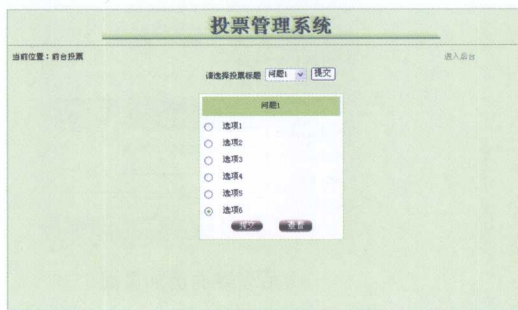 投票管理系统
当前位置：前台投票 进入后台
请选择投票标题 问题1 提交
问题1
选项1
选项2
选项3
选项4
选项5
选项6
提交 查看